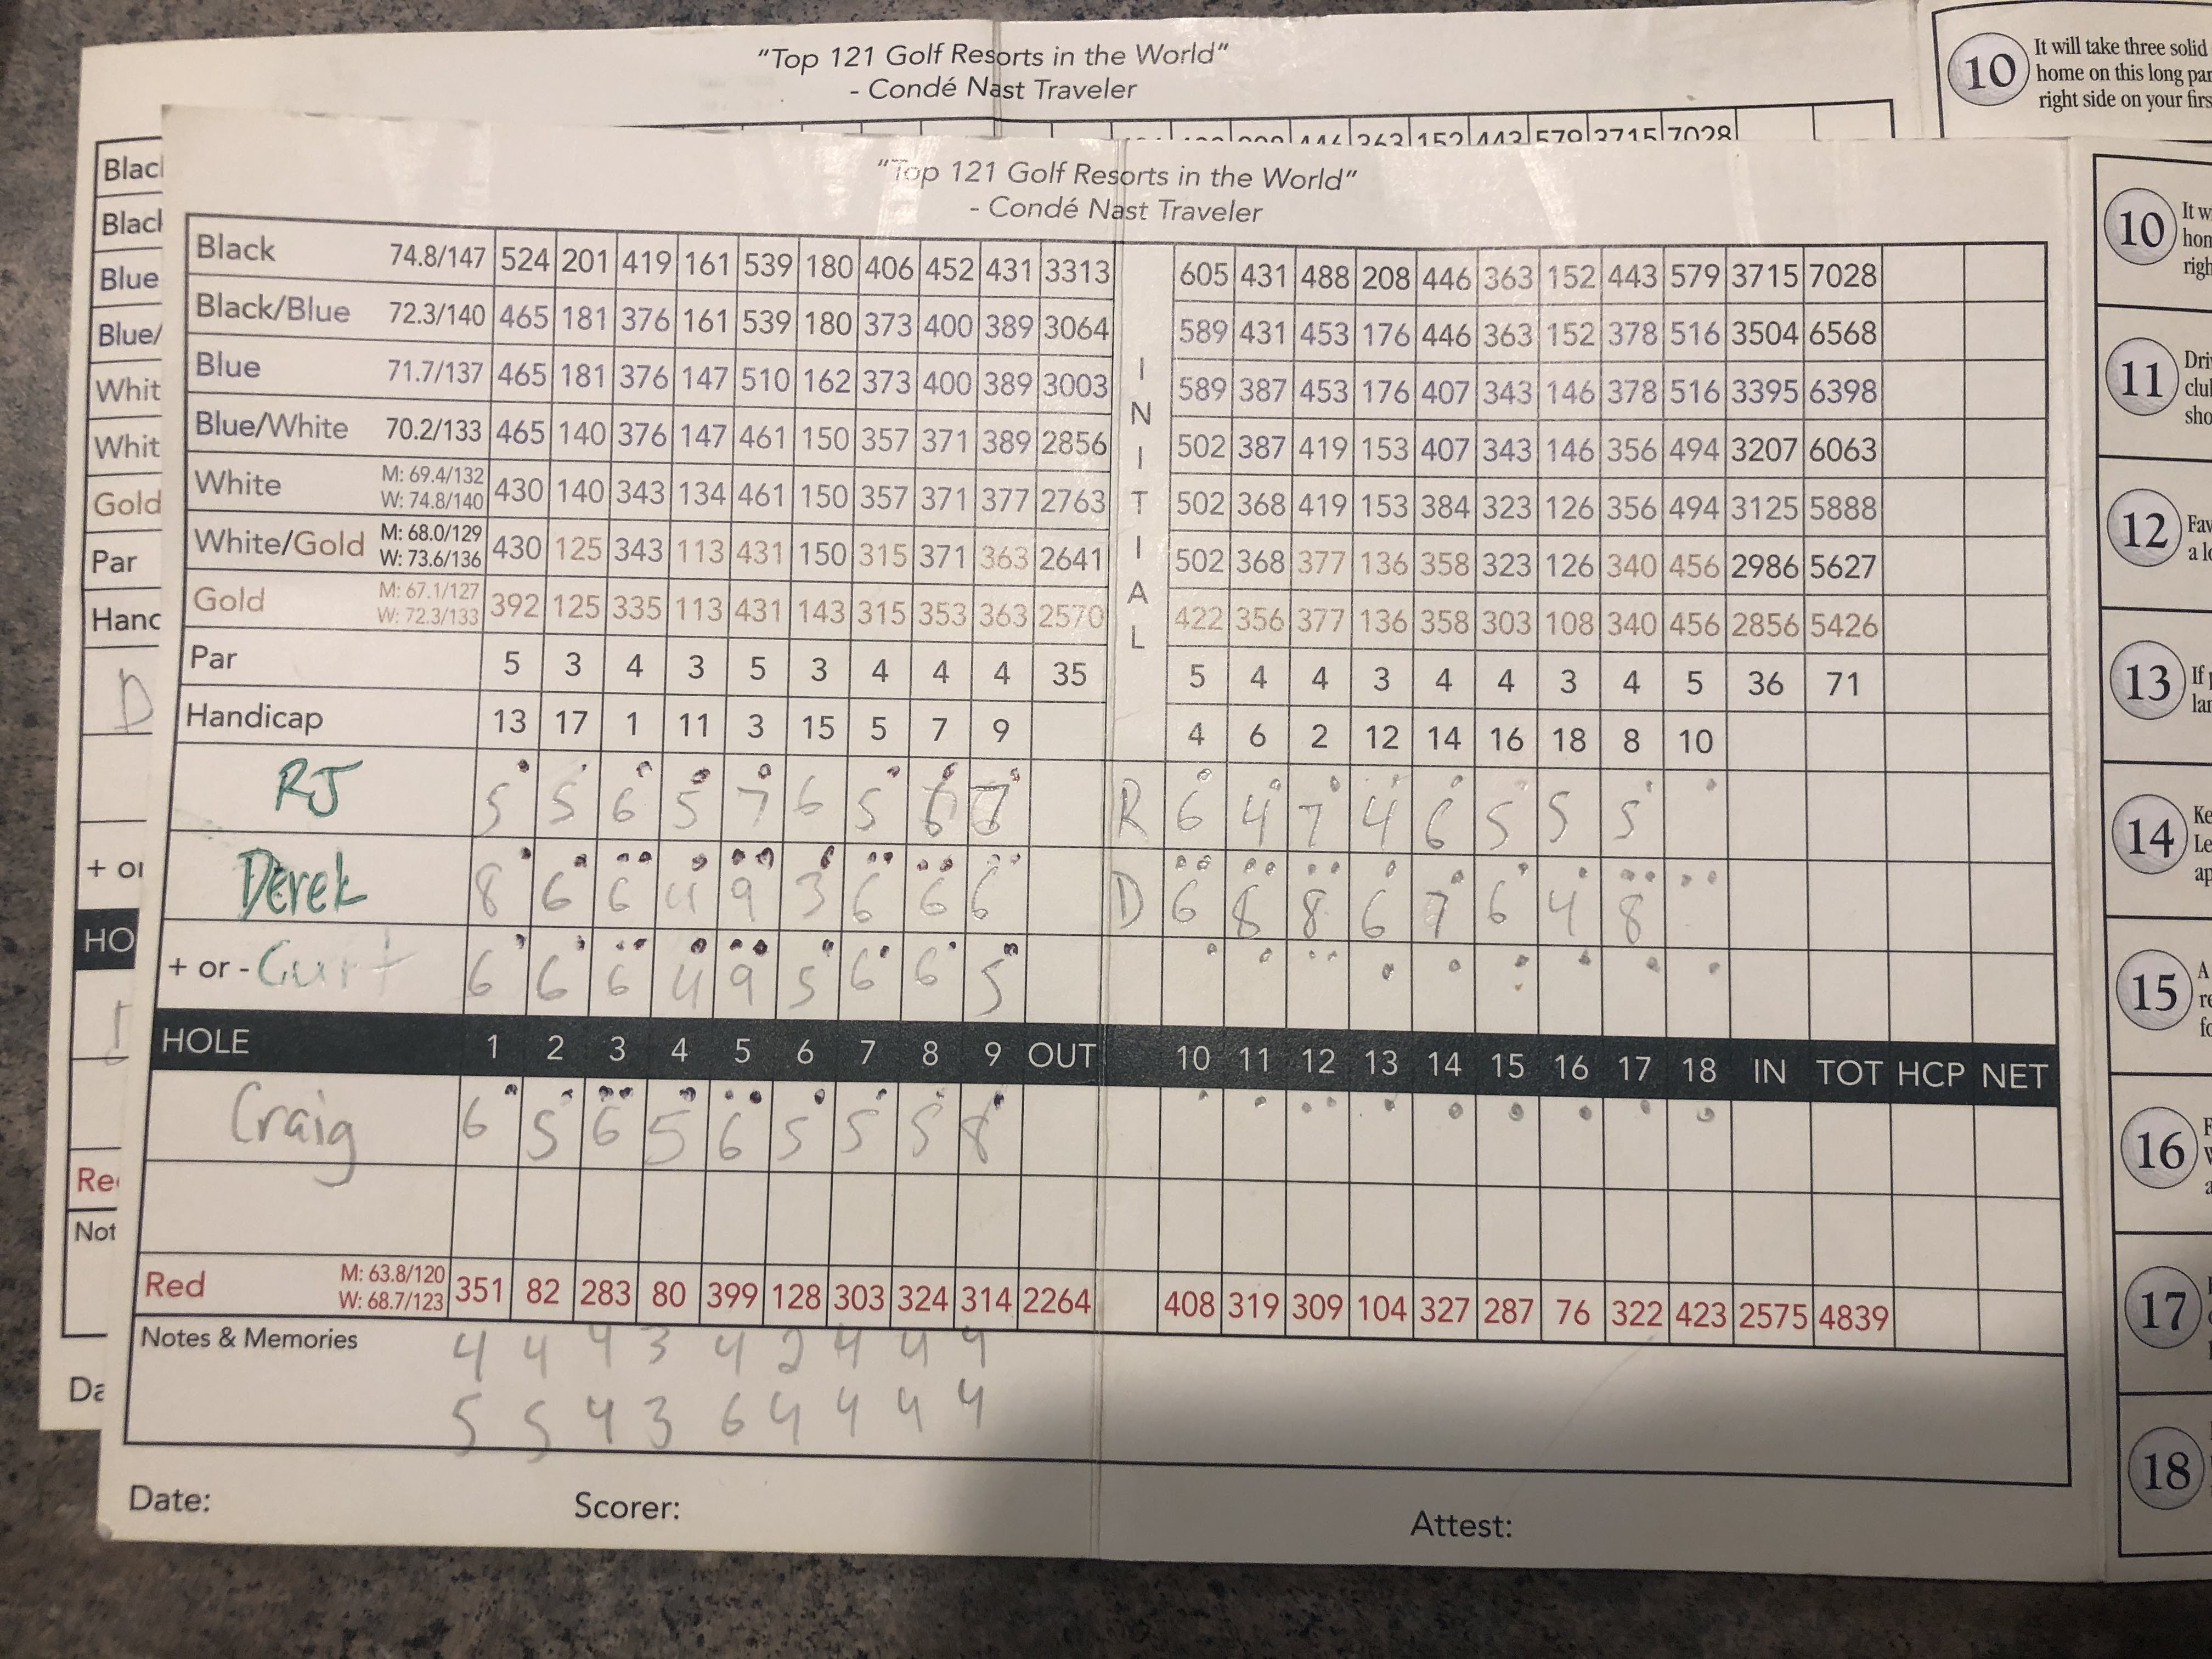 "Top 121 Golf Resorts in the World"
- Condé Nast Traveler
10 It will take three solid
home on this long par
right side on your firs
446 363 152 443 579 3715 7028
Blac
Blac
Blue
Blue/
Whit
Whit
Gold
Par
Hand
D
+ or
HO
Re
Not
Da
"Top 121 Golf Resorts in the World"
- Condé Nast Traveler
INITIAL
Black 74.8/147 524 201 419 161 539 180 406 452 431 3313 605 431 488 208 446 363 152 443 579 3715 7028
Black/Blue 72.3/140 465 181 376 161 539 180 373 400 389 3064 589 431 453 176 446 363 152 378 516 3504 6568
Blue 71.7/137 465 181 376 147 510 162 373 400 389 3003 589 387 453 176 407 343 146 378 516 3395 6398
Blue/White 70.2/133 465 140 376 147 461 150 357 371 389 2856 502 387 419 153 407 343 146 356 494 3207 6063
White M: 69.4/132 W: 74.8/140 430 140 343 134 461 150 357 371 377 2763 502 368 419 153 384 323 126 356 494 3125 5888
White/Gold M: 68.0/129 W: 73.6/136 430 125 343 113 431 150 315 371 363 2641 502 368 377 136 358 323 126 340 456 2986 5627
Gold M: 67.1/127 W: 72.3/133 392 125 335 113 431 143 315 353 363 2570 422 356 377 136 358 303 108 340 456 2856 5426
Par 5 3 4 3 5 3 4 4 4 35 5 4 4 3 4 4 3 4 5 36 71
Handicap 13 17 1 11 3 15 5 7 9 4 6 2 12 14 16 18 8 10
RJ 5 5 6 5 7 6 5 6 7 R 6 4 7 4 6 5 5 5
Derek 8 6 6 4 9 3 6 6 6 D 6 8 8 6 7 6 4 8
+ or - Curt 6 6 6 4 9 5 6 6 5
HOLE 1 2 3 4 5 6 7 8 9 OUT 10 11 12 13 14 15 16 17 18 IN TOT HCP NET
Craig 6 5 6 5 6 5 5 5 8
Red M: 63.8/120 W: 68.7/123 351 82 283 80 399 128 303 324 314 2264 408 319 309 104 327 287 76 322 423 2575 4839
Notes & Memories
4 4 4 3 4 2 4 4 4
5 5 4 3 6 4 4 4 4
Date: Scorer: Attest:
10 It w
hon
righ
11 Dri
clul
sho
12 Fav
a lo
13 If p
lan
14 Ke
Le
ap
15 A
re
fo
16
17
18